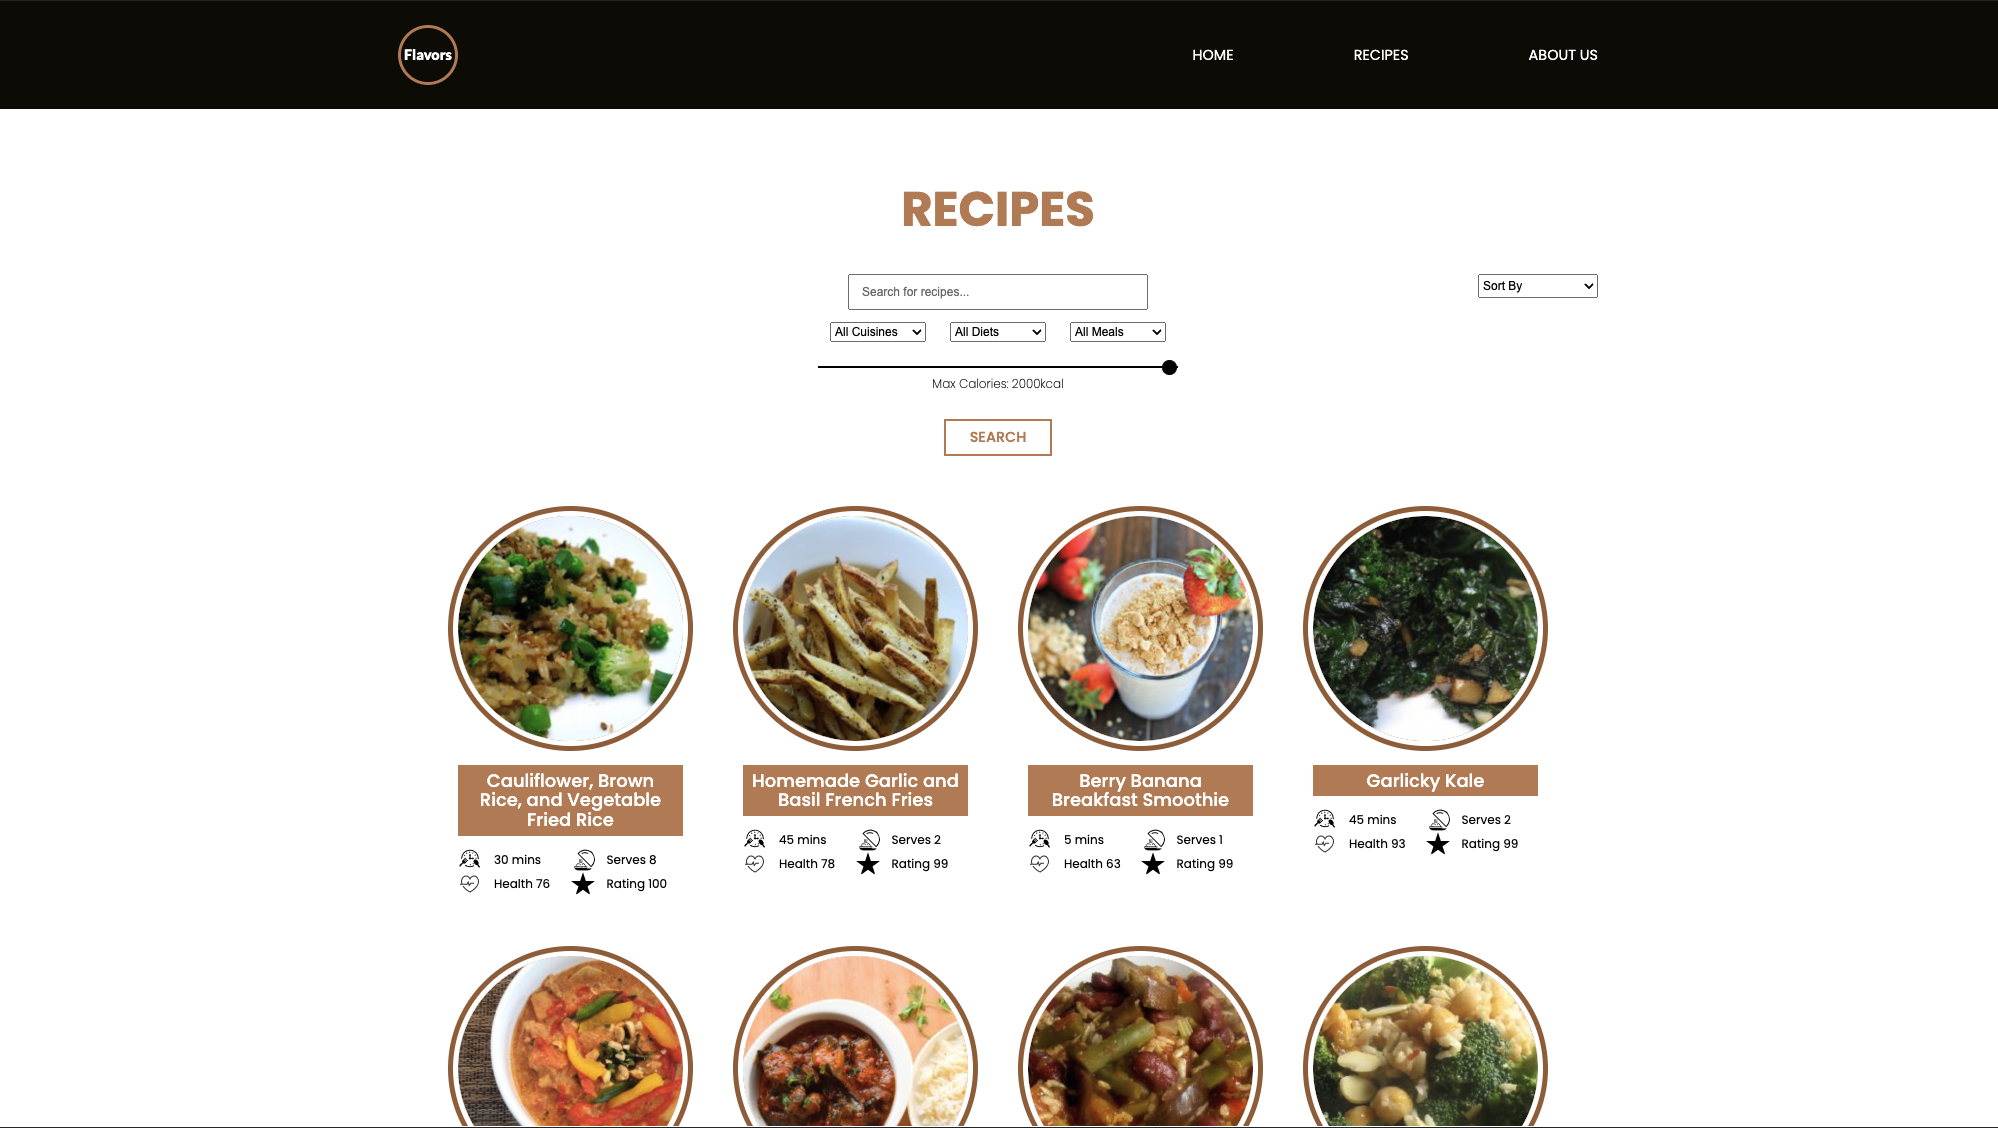 Flavors
HOME
RECIPES
ABOUT US
RECIPES
Search for recipes...
Sort By
All Cuisines
All Diets
All Meals
Max Calories: 2000kcal
SEARCH
Cauliflower, Brown
Rice, and Vegetable
Fried Rice
30 mins
Serves 8
Health 76
Rating 100
Homemade Garlic and
Basil French Fries
45 mins
Serves 2
Health 78
Rating 99
Berry Banana
Breakfast Smoothie
5 mins
Serves 1
Health 63
Rating 99
Garlicky Kale
45 mins
Serves 2
Health 93
Rating 99